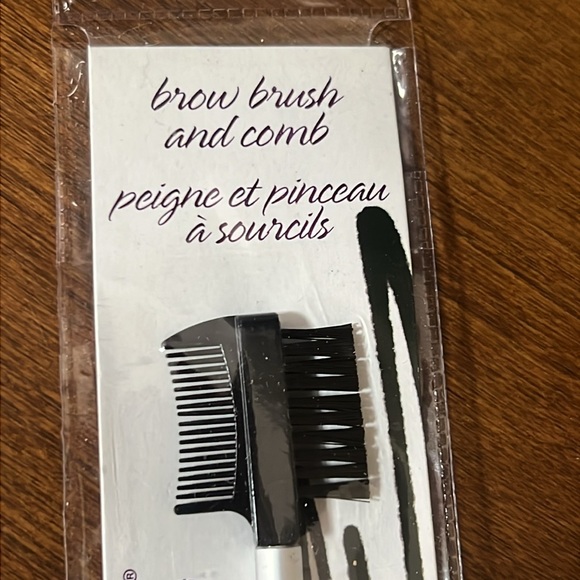 brow brush
and comb
peigne et pinceau
à sourcils
®